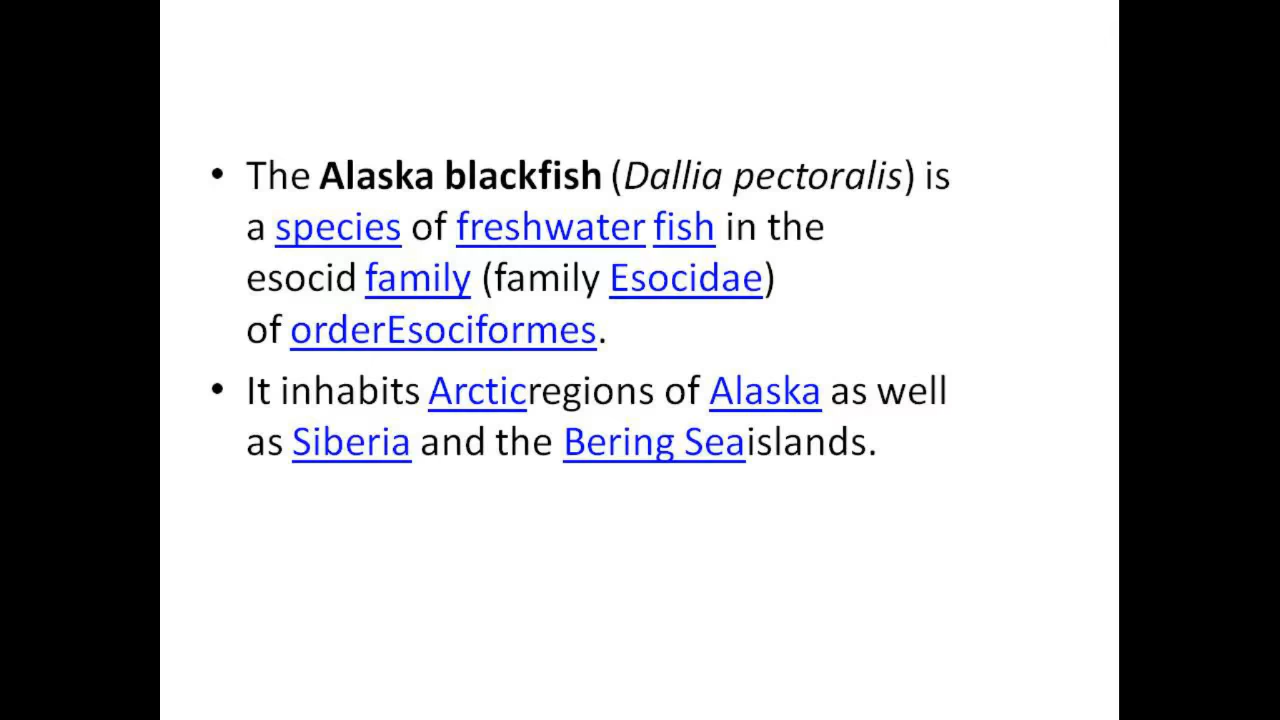 • The Alaska blackfish (Dallia pectoralis) is
a species of freshwater fish in the
esocid family (family Esocidae)
of orderEsociformes.
• It inhabits Arcticregions of Alaska as well
as Siberia and the Bering Seaislands.